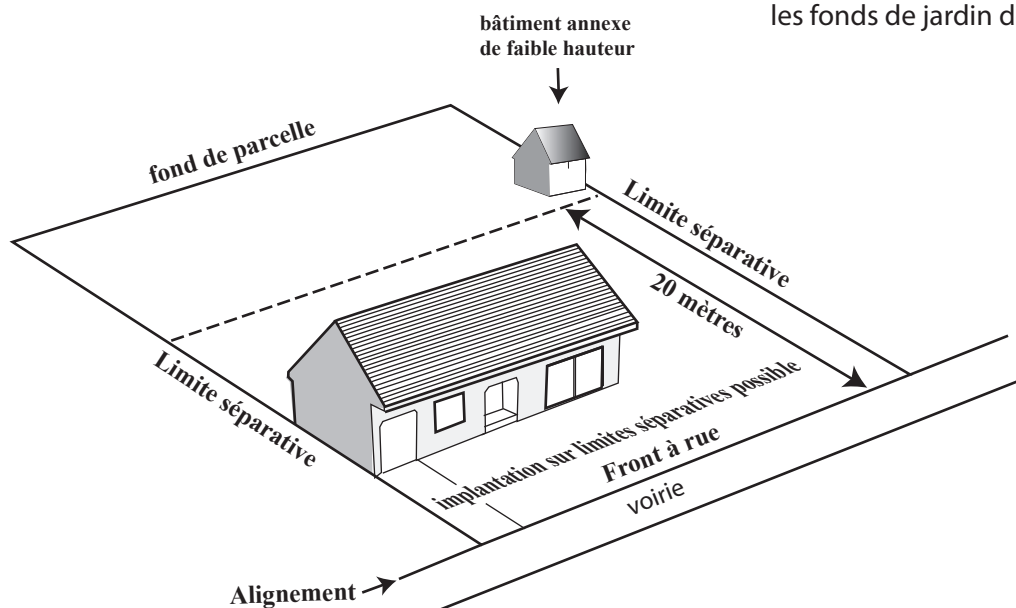 les fonds de jardin d
bâtiment annexe
de faible hauteur
fond de parcelle
Limite séparative
20 mètres
Limite séparative
implantation sur limites séparatives possible
Front à rue
voirie
Alignement